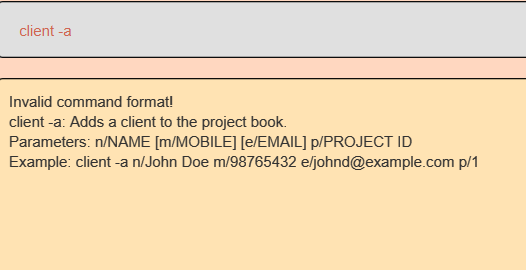 client -a
Invalid command format!
client -a: Adds a client to the project book.
Parameters: n/NAME [m/MOBILE] [e/EMAIL] p/PROJECT ID
Example: client -a n/John Doe m/98765432 e/johnd@example.com p/1